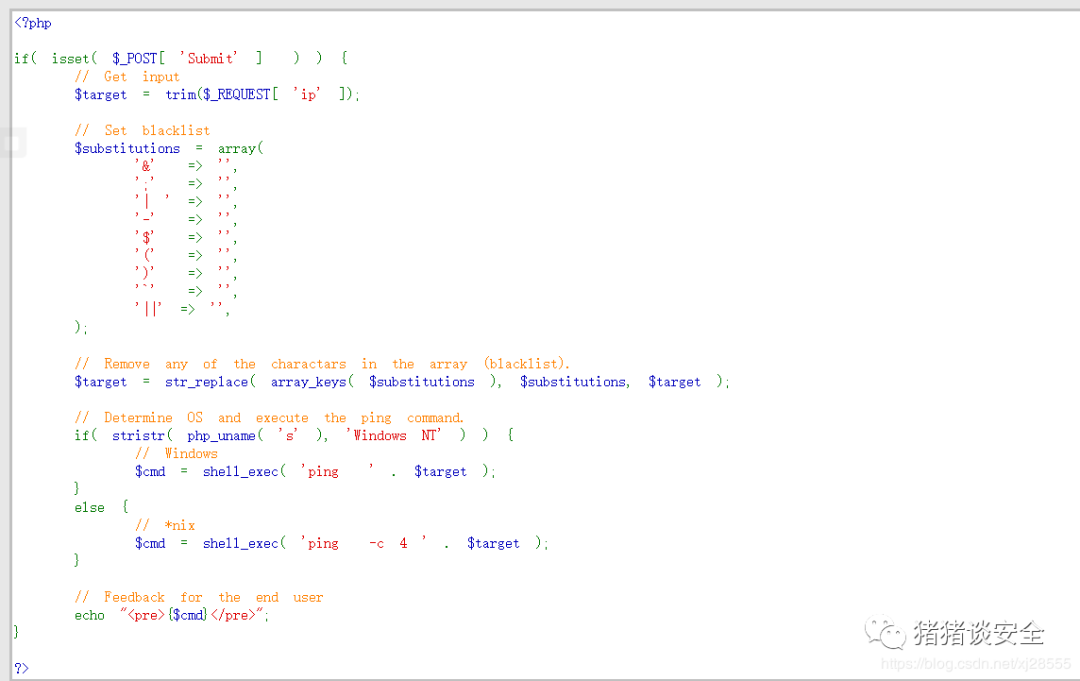 <?php
if( isset( $_POST[ 'Submit' ] ) ) {
// Get input
$target = trim($_REQUEST[ 'ip' ]);
// Set blacklist
$substitutions = array(
'&' => '',
';' => '',
'| ' => '',
'-' => '',
'$' => '',
'(' => '',
')' => '',
'`' => '',
'||' => '',
);
// Remove any of the charactars in the array (blacklist).
$target = str_replace( array_keys( $substitutions ), $substitutions, $target );
// Determine OS and execute the ping command.
if( stristr( php_uname( 's' ), 'Windows NT' ) ) {
// Windows
$cmd = shell_exec( 'ping ' . $target );
}
else {
// *nix
$cmd = shell_exec( 'ping -c 4 ' . $target );
}
// Feedback for the end user
echo "<pre>{$cmd}</pre>";
}
?>
猪猪谈安全
https://blog.csdn.net/xj28555